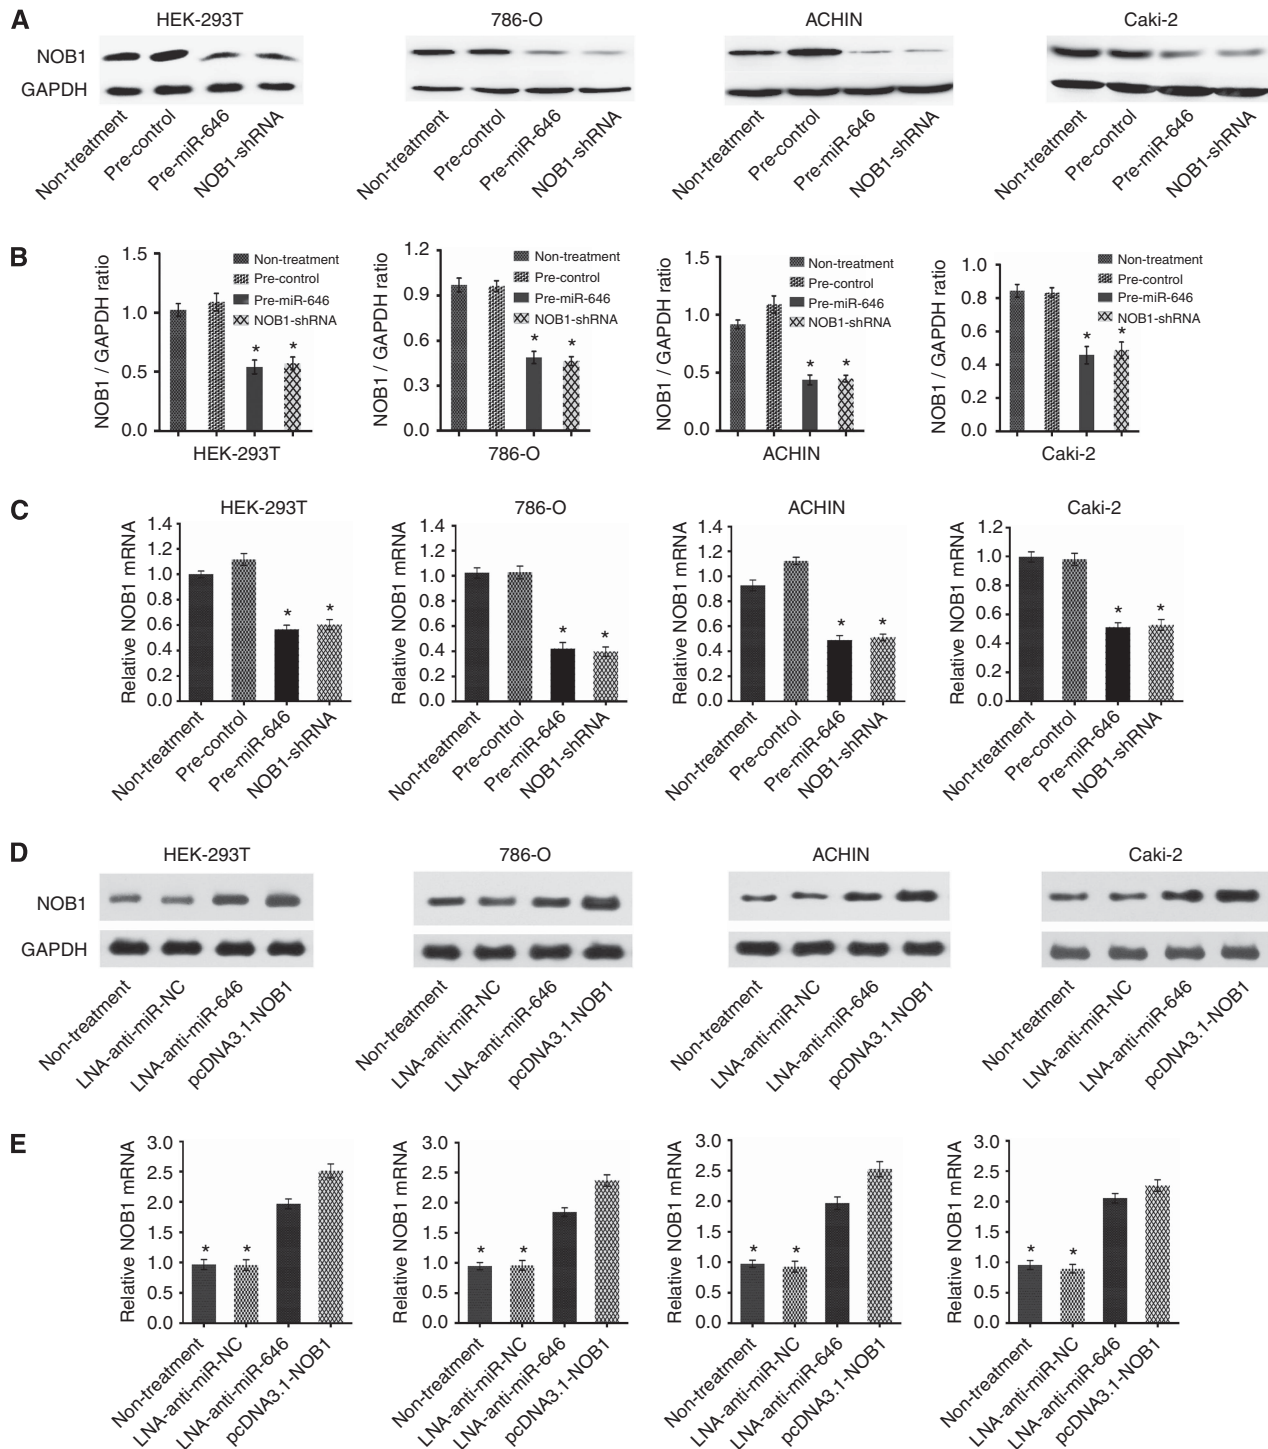 A
HEK-293T
786-O
ACHIN
Caki-2
NOB1
GAPDH
Non-treatment
Pre-control
Pre-miR-646
NOB1-shRNA
Non-treatment
Pre-control
Pre-miR-646
NOB1-shRNA
Non-treatment
Pre-control
Pre-miR-646
NOB1-shRNA
Non-treatment
Pre-control
Pre-miR-646
NOB1-shRNA
B
NOB1 / GAPDH ratio
1.5
1.0
0.5
0.0
Non-treatment
Pre-control
Pre-miR-646
NOB1-shRNA
* *
HEK-293T
NOB1 / GAPDH ratio
1.2
0.9
0.6
0.3
0.0
Non-treatment
Pre-control
Pre-miR-646
NOB1-shRNA
* *
786-O
NOB1 / GAPDH ratio
1.5
1.0
0.5
0.0
Non-treatment
Pre-control
Pre-miR-646
NOB1-shRNA
* *
ACHIN
NOB1 / GAPDH ratio
1.0
0.8
0.6
0.4
0.2
0.0
Non-treatment
Pre-control
Pre-miR-646
NOB1-shRNA
* *
Caki-2
C
HEK-293T
Relative NOB1 mRNA
1.4
1.2
1.0
0.8
0.6
0.4
0.2
0.0
* *
Non-treatment
Pre-control
Pre-miR-646
NOB1-shRNA
786-O
Relative NOB1 mRNA
1.4
1.2
1.0
0.8
0.6
0.4
0.2
0.0
* *
Non-treatment
Pre-control
Pre-miR-646
NOB1-shRNA
ACHIN
Relative NOB1 mRNA
1.4
1.2
1.0
0.8
0.6
0.4
0.2
0.0
* *
Non-treatment
Pre-control
Pre-miR-646
NOB1-shRNA
Caki-2
Relative NOB1 mRNA
1.2
1.0
0.8
0.6
0.4
0.2
0.0
* *
Non-treatment
Pre-control
Pre-miR-646
NOB1-shRNA
D
HEK-293T
786-O
ACHIN
Caki-2
NOB1
GAPDH
Non-treatment
LNA-anti-miR-NC
LNA-anti-miR-646
pcDNA3.1-NOB1
Non-treatment
LNA-anti-miR-NC
LNA-anti-miR-646
pcDNA3.1-NOB1
Non-treatment
LNA-anti-miR-NC
LNA-anti-miR-646
pcDNA3.1-NOB1
Non-treatment
LNA-anti-miR-NC
LNA-anti-miR-646
pcDNA3.1-NOB1
E
Relative NOB1 mRNA
3.0
2.5
2.0
1.5
1.0
0.5
0.0
* *
Non-treatment
LNA-anti-miR-NC
LNA-anti-miR-646
pcDNA3.1-NOB1
Relative NOB1 mRNA
3.0
2.5
2.0
1.5
1.0
0.5
0.0
* *
Non-treatment
LNA-anti-miR-NC
LNA-anti-miR-646
pcDNA3.1-NOB1
Relative NOB1 mRNA
3.0
2.5
2.0
1.5
1.0
0.5
0.0
* *
Non-treatment
LNA-anti-miR-NC
LNA-anti-miR-646
pcDNA3.1-NOB1
Relative NOB1 mRNA
3.0
2.5
2.0
1.5
1.0
0.5
0.0
* *
Non-treatment
LNA-anti-miR-NC
LNA-anti-miR-646
pcDNA3.1-NOB1